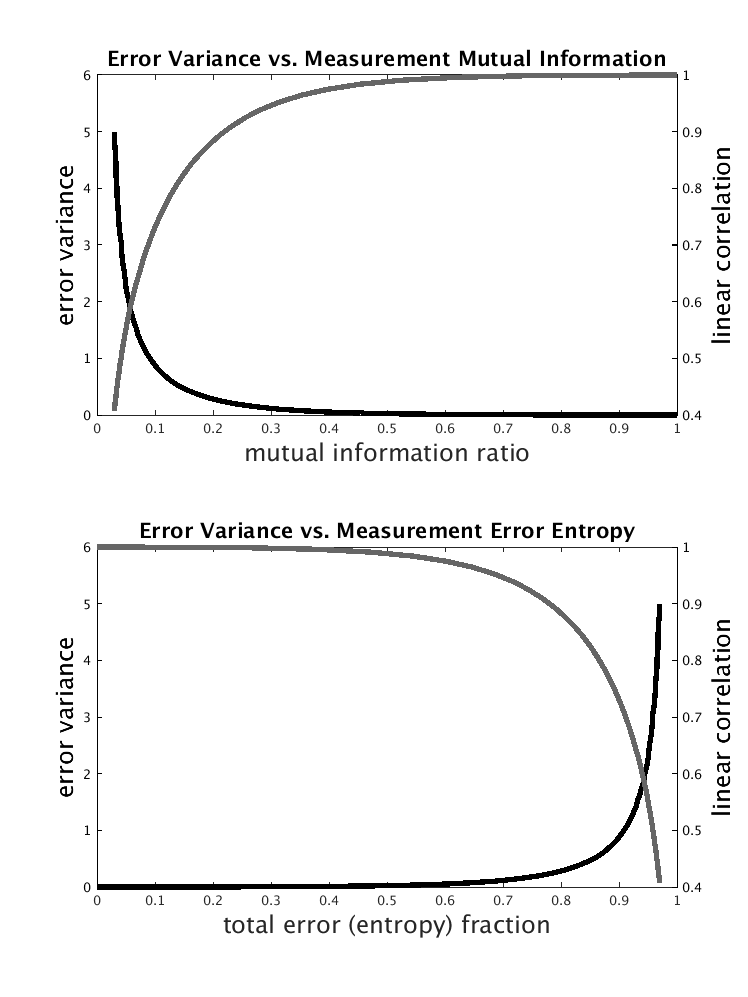 Error Variance vs. Measurement Mutual Information
6
5
4
3
2
1
0
error variance
1
0.9
0.8
0.7
0.6
0.5
0.4
linear correlation
0 0.1 0.2 0.3 0.4 0.5 0.6 0.7 0.8 0.9 1
mutual information ratio
Error Variance vs. Measurement Error Entropy
6
5
4
3
2
1
0
error variance
1
0.9
0.8
0.7
0.6
0.5
0.4
linear correlation
0 0.1 0.2 0.3 0.4 0.5 0.6 0.7 0.8 0.9 1
total error (entropy) fraction